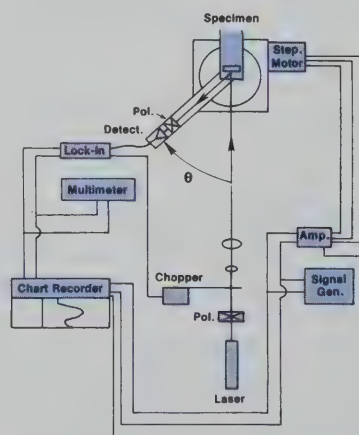 Specimen
Step.
Motor
Pol.
Detect.
Lock-in
θ
Multimeter
Amp.
Chopper
Signal
Gen.
Chart Recorder
Pol.
Laser